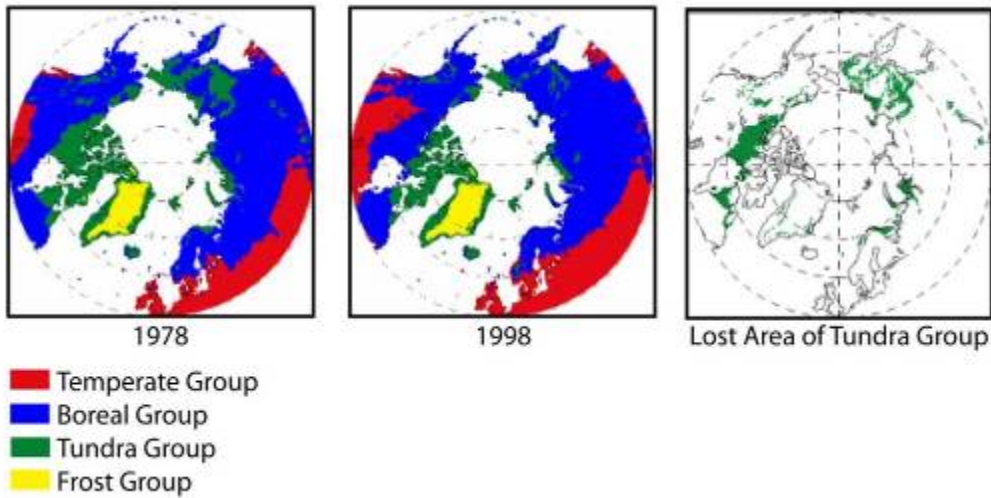 1978
1998
Lost Area of Tundra Group
Temperate Group
Boreal Group
Tundra Group
Frost Group